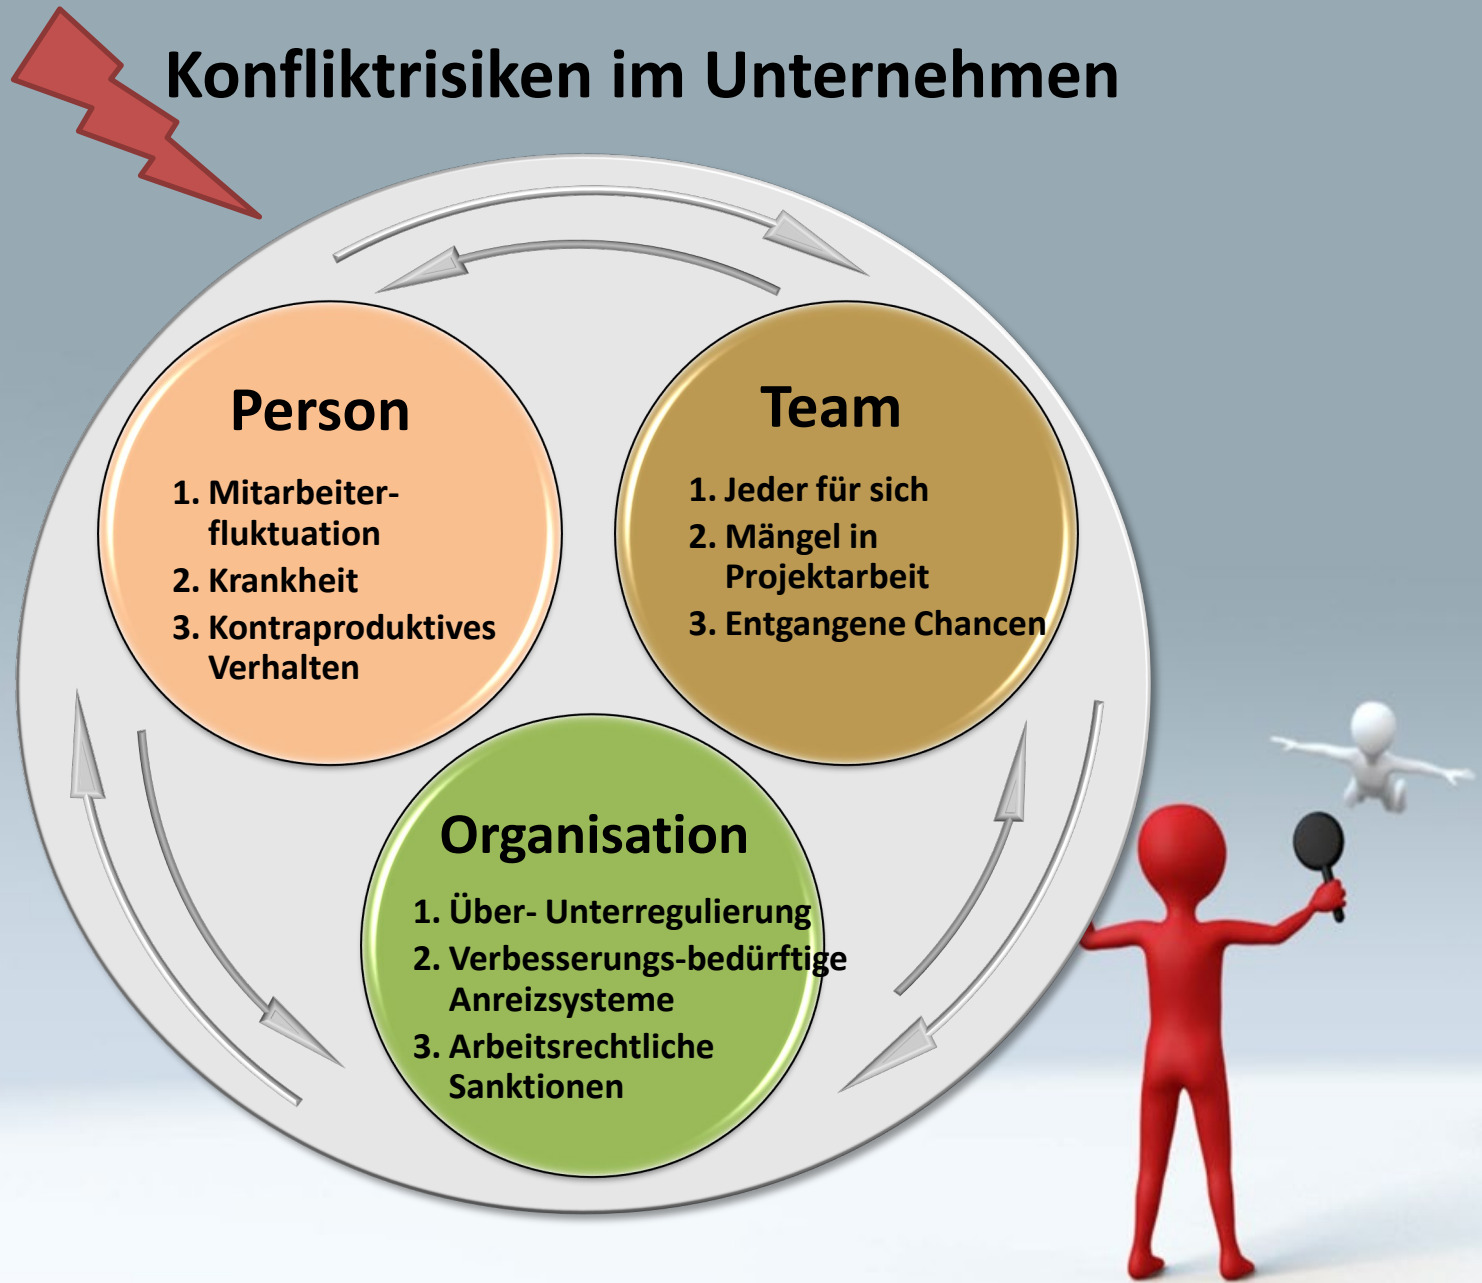 Konfliktrisiken im Unternehmen
Person
1. Mitarbeiter-
fluktuation
2. Krankheit
3. Kontraproduktives
Verhalten
Team
1. Jeder für sich
2. Mängel in
Projektarbeit
3. Entgangene Chancen
Organisation
1. Über- Unterregulierung
2. Verbesserungs-bedürftige
Anreizsysteme
3. Arbeitsrechtliche
Sanktionen